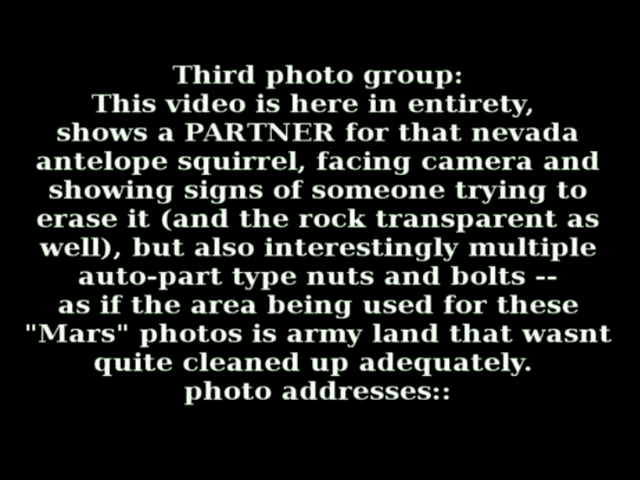 Third photo group:
This video is here in entirety,
shows a PARTNER for that nevada
antelope squirrel, facing camera and
showing signs of someone trying to
erase it (and the rock transparent as
well), but also interestingly multiple
auto-part type nuts and bolts --
as if the area being used for these
"Mars" photos is army land that wasnt
quite cleaned up adequately.
photo addresses::